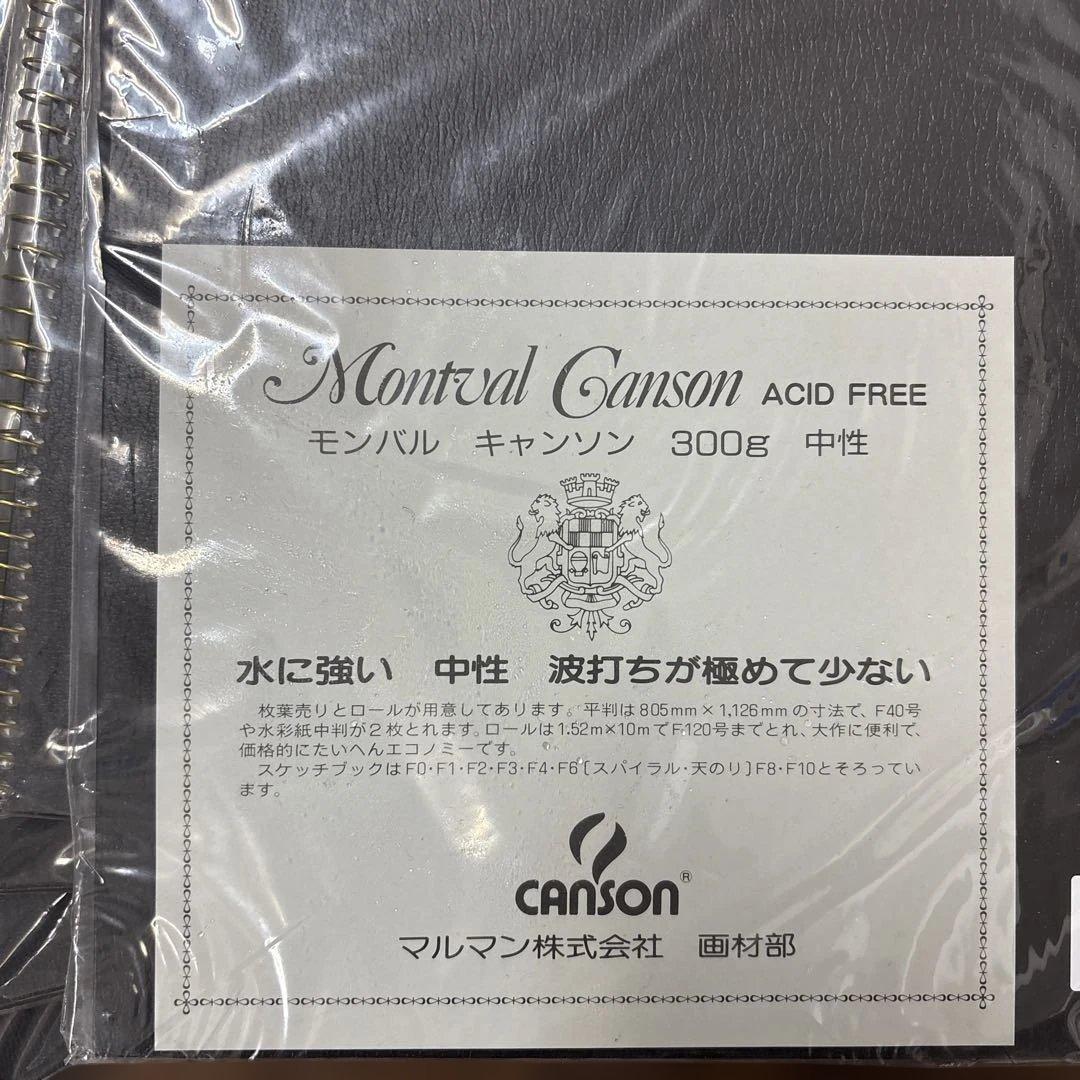 Montval Canson ACID FREE
モンバル　キャンソン　300g　中性
水に強い　中性　波打ちが極めて少ない
枚葉売りとロールが用意してあります。平判は805mm×1,126mmの寸法で、F40号
や水彩紙中判が2枚とれます。ロールは1.52m×10mでF120号までとれ、大作に便利で、
価格的にたいへんエコノミーです。
スケッチブックはF0・F1・F2・F3・F4・F6〔スパイラル・天のり〕F8・F10とそろってい
ます。
CANSON®
マルマン株式会社　画材部